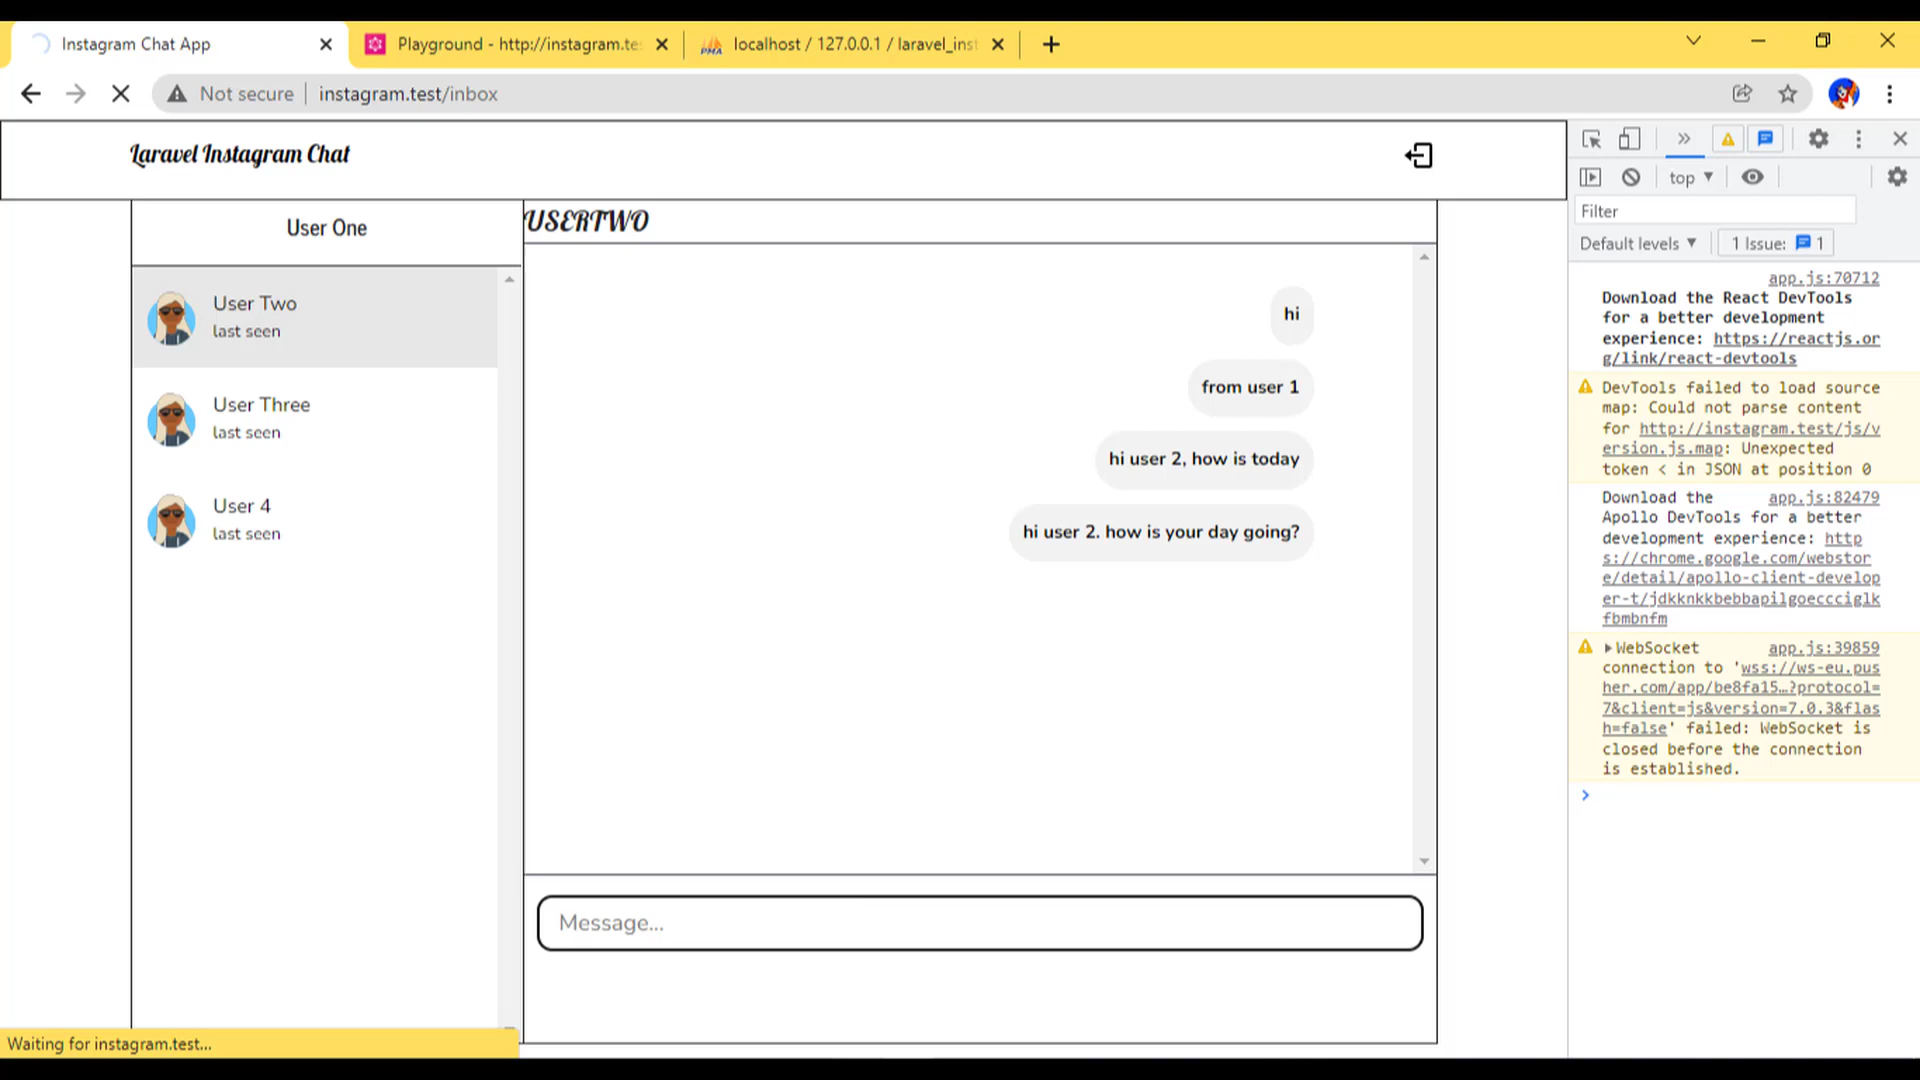 Instagram Chat App
Playground - http://instagram.te
localhost / 127.0.0.1 / laravel_inst
Not secure
instagram.test/inbox
Laravel Instagram Chat
User One
USERTWO
User Two
last seen
User Three
last seen
User 4
last seen
hi
from user 1
hi user 2, how is today
hi user 2. how is your day going?
Message...
Waiting for instagram.test...
top
Filter
Default levels
1 Issue: 1
app.js:70712
Download the React DevTools
for a better development
experience: https://reactjs.or
g/link/react-devtools
DevTools failed to load source
map: Could not parse content
for http://instagram.test/js/v
ersion.js.map: Unexpected
token < in JSON at position 0
Download the app.js:82479
Apollo DevTools for a better
development experience: http
s://chrome.google.com/webstor
e/detail/apollo-client-develop
er-t/jdkknkkbebbapilgoeccciglk
fbmbnfm
WebSocket app.js:39859
connection to 'wss://ws-eu.pus
her.com/app/be8fa15…?protocol=
7&client=js&version=7.0.3&flas
h=false' failed: WebSocket is
closed before the connection
is established.